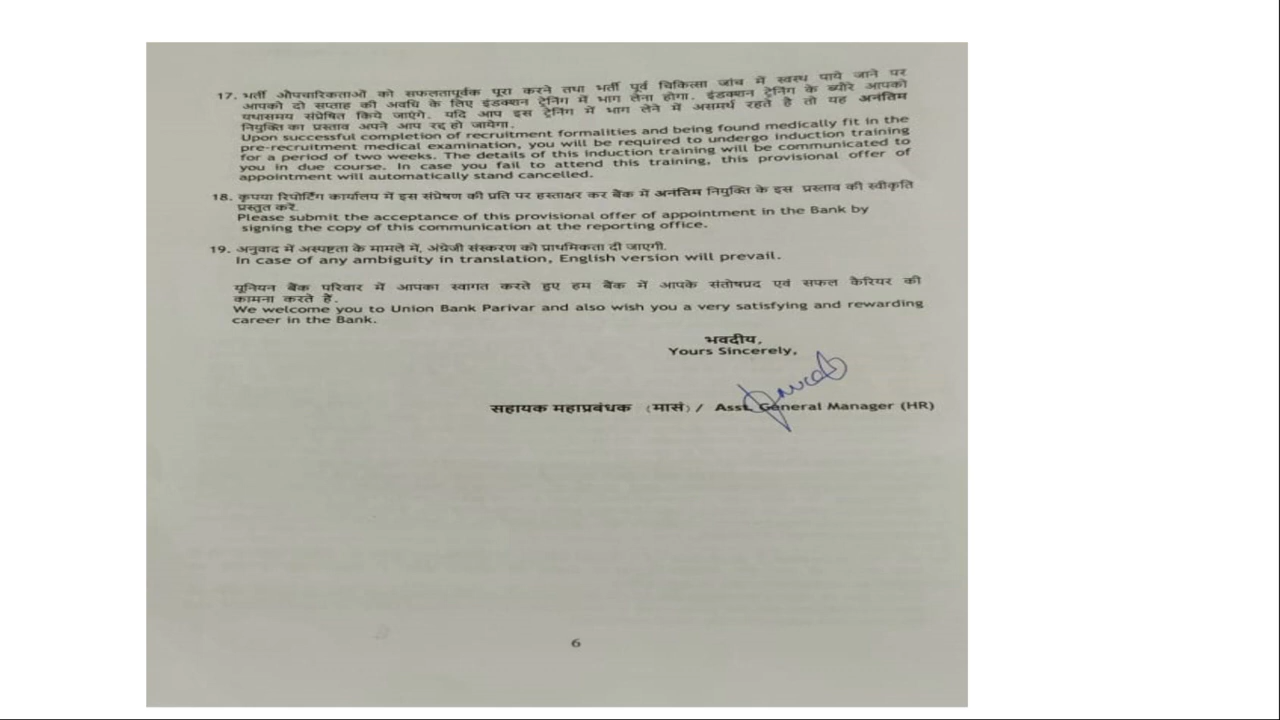 17. भर्ती औपचारिकताओं को सफलतापूर्वक पूरा करने तथा भर्ती पूर्व चिकित्सा जांच में स्वस्थ पाये जाने पर
आपको दो सप्ताह की अवधि के लिए इंडक्शन ट्रेनिंग में भाग लेना होगा. इंडक्शन ट्रेनिंग के ब्यौरे आपको
यथासमय संप्रेषित किये जाएंगे. यदि आप इस ट्रेनिंग में भाग लेने में असमर्थ रहते है तो यह अनंतिम
नियुक्ति का प्रस्ताव अपने आप रद्द हो जायेगा.
Upon successful completion of recruitment formalities and being found medically fit in the
pre-recruitment medical examination, you will be required to undergo induction training
for a period of two weeks. The details of this induction training will be communicated to
you in due course. In case you fail to attend this training, this provisional offer of
appointment will automatically stand cancelled.
18. कृपया रिपोर्टिंग कार्यालय में इस संप्रेषण की प्रति पर हस्ताक्षर कर बैंक में अनंतिम नियुक्ति के इस प्रस्ताव की स्वीकृति
प्रस्तुत करें.
Please submit the acceptance of this provisional offer of appointment in the Bank by
signing the copy of this communication at the reporting office.
19. अनुवाद में अस्पष्टता के मामले में, अंग्रेजी संस्करण को प्राथमिकता दी जाएगी.
In case of any ambiguity in translation, English version will prevail.
यूनियन बैंक परिवार में आपका स्वागत करते हुए हम बैंक में आपके संतोषप्रद एवं सफल कैरियर की
कामना करते हैं.
We welcome you to Union Bank Parivar and also wish you a very satisfying and rewarding
career in the Bank.
भवदीय,
Yours Sincerely,
सहायक महाप्रबंधक (मासं) / Asst. General Manager (HR)
6